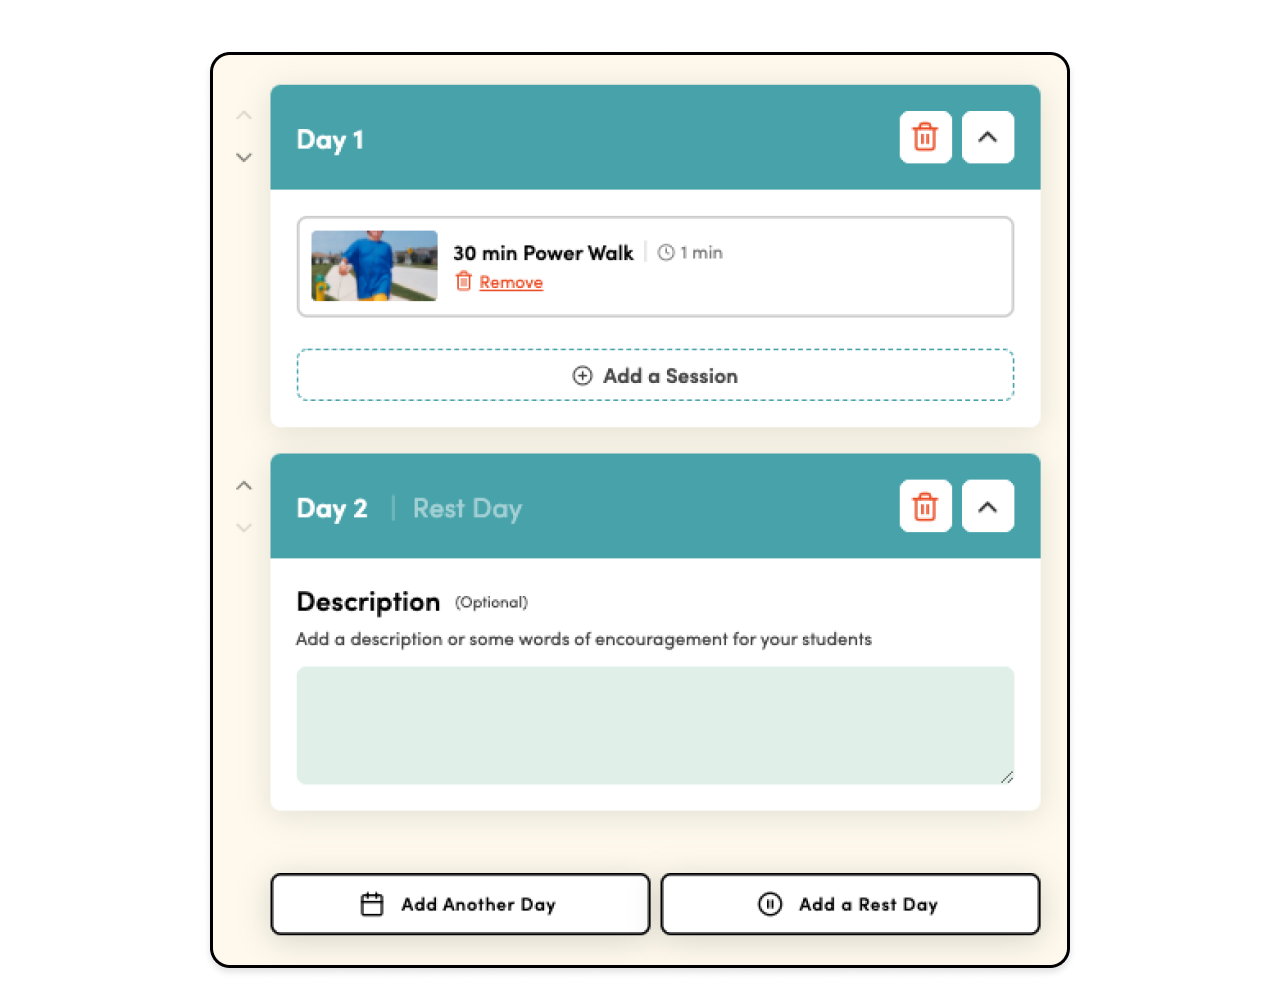 Day 1
30 min Power Walk
1 min
Remove
Add a Session
Day 2
Rest Day
Description (Optional)
Add a description or some words of encouragement for your students
Add Another Day
Add a Rest Day